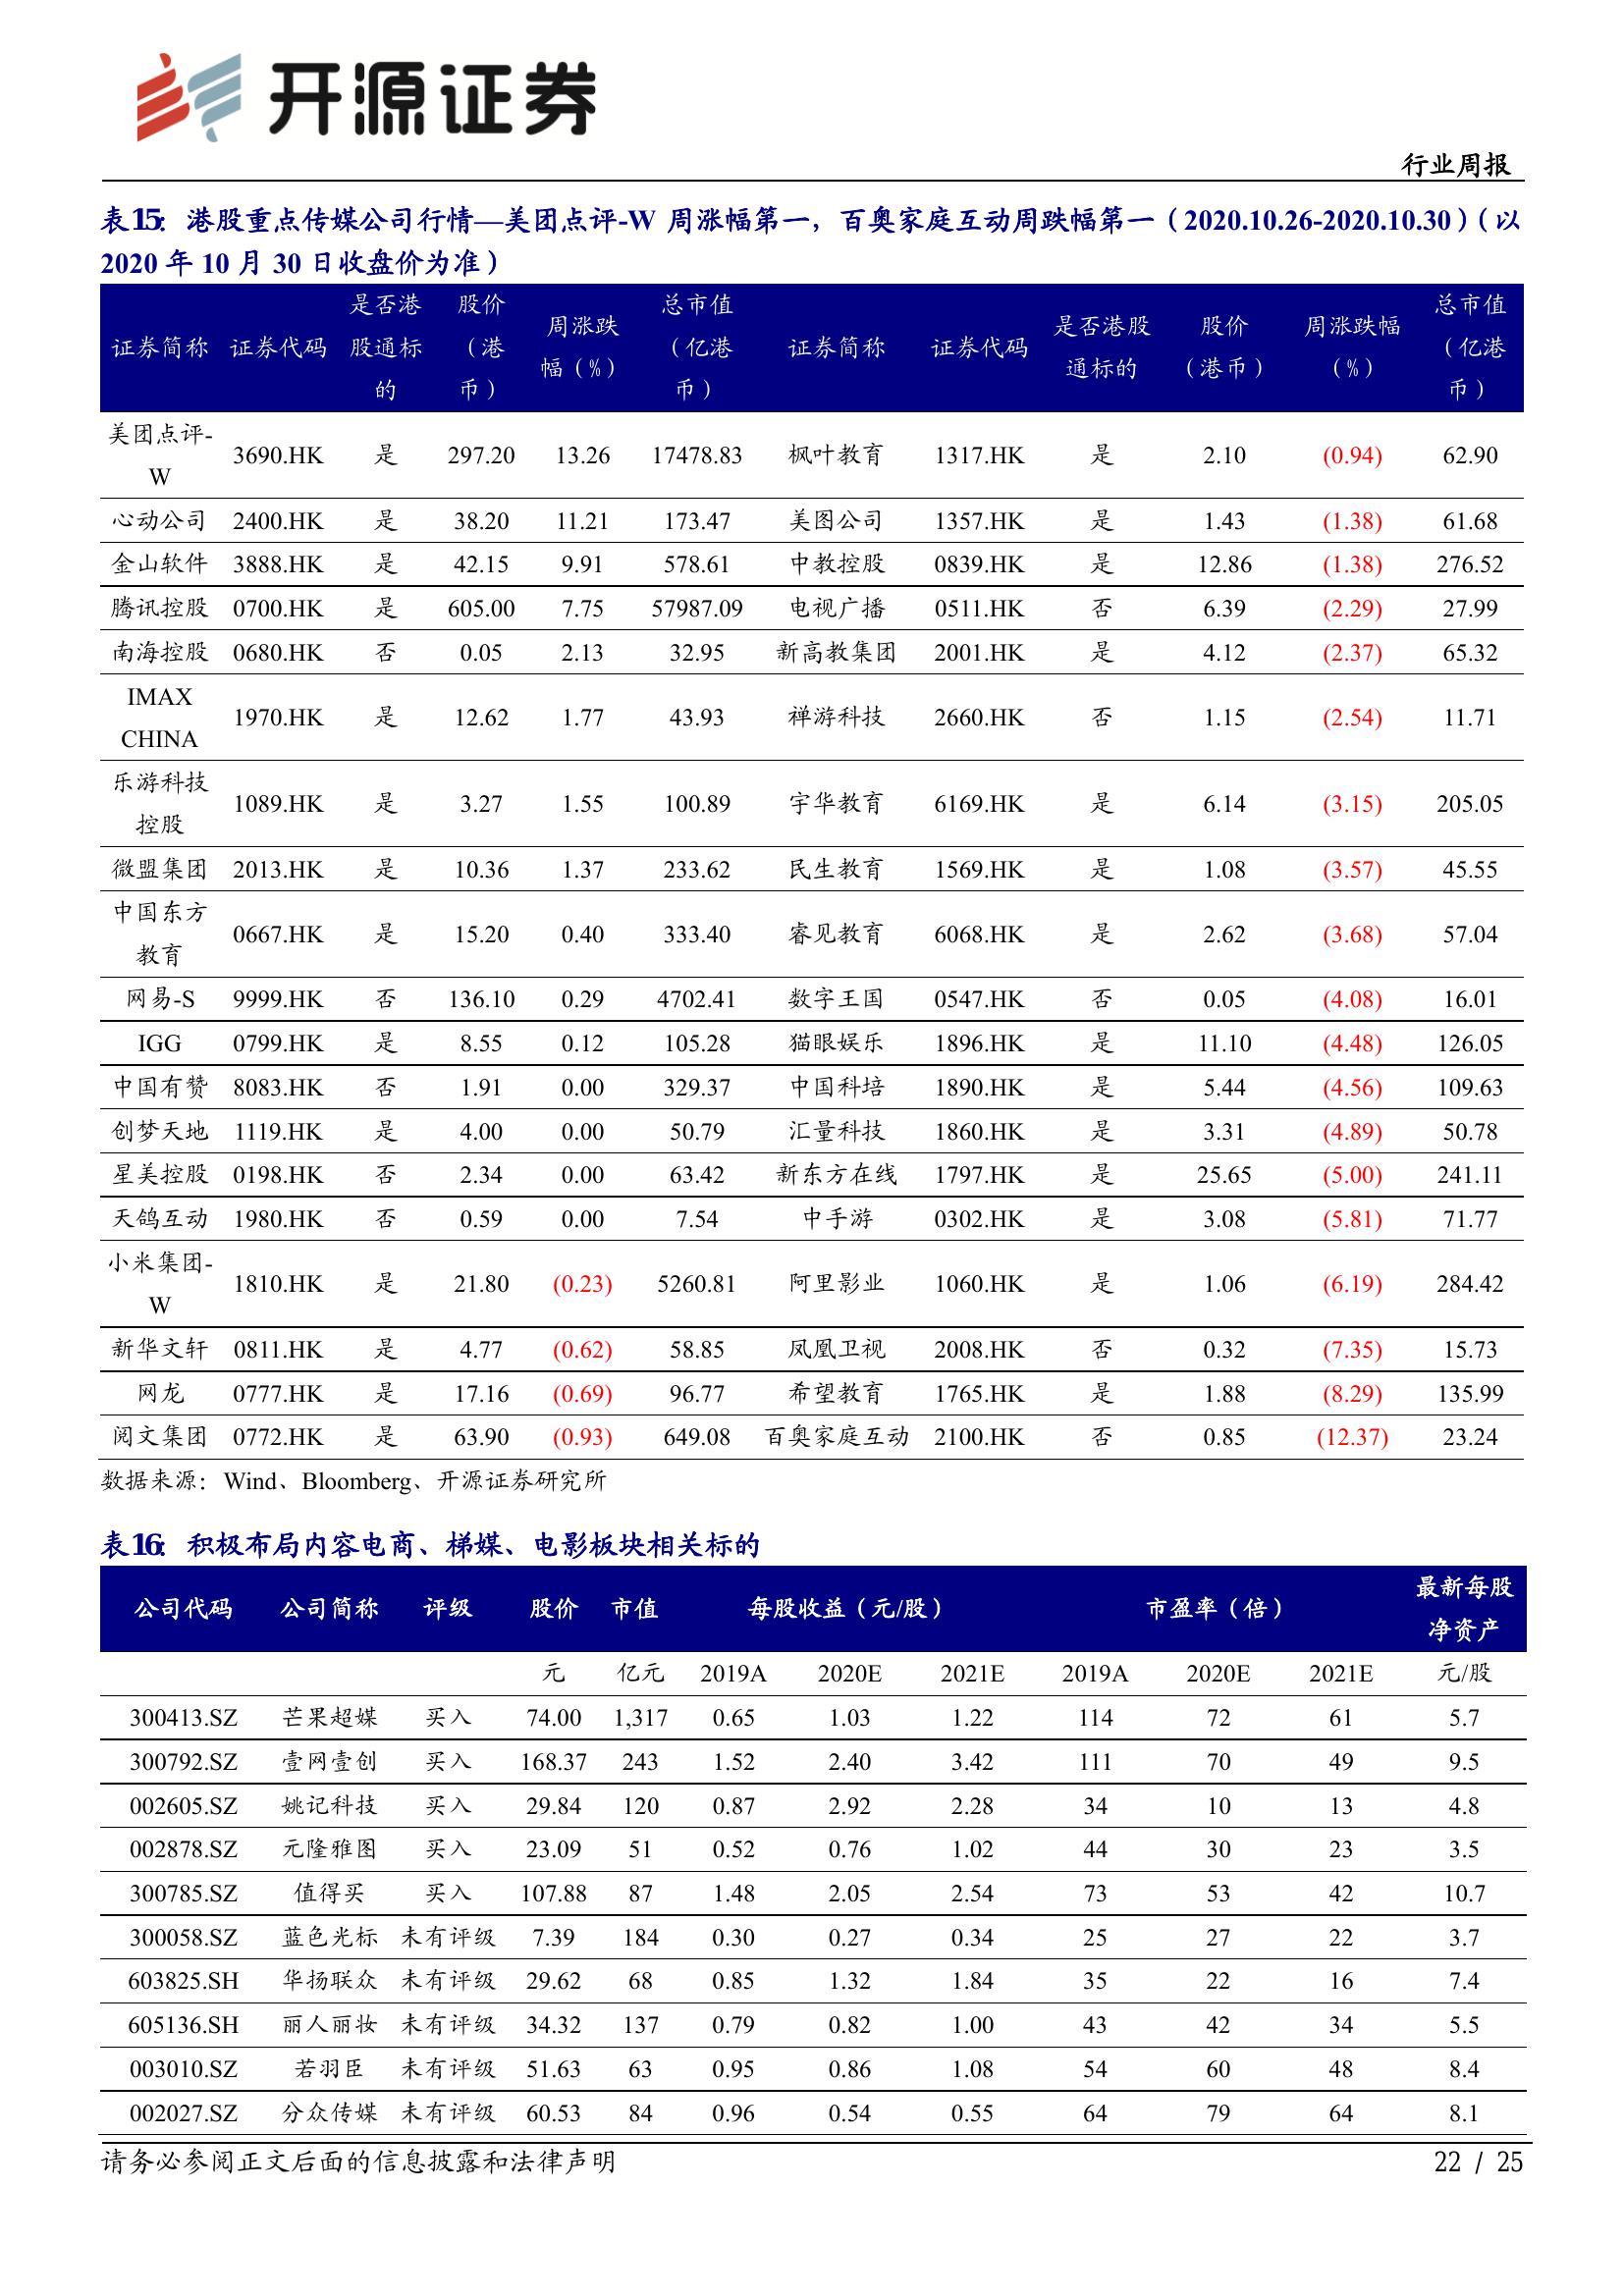 开源证券
行业周报
表15：港股重点传媒公司行情—美团点评-W 周涨幅第一，百奥家庭互动周跌幅第一（2020.10.26-2020.10.30）（以
2020 年 10 月 30 日收盘价为准）
证券简称 证券代码 是否港股通标的 股价（港币） 周涨跌幅（%） 总市值（亿港币） 证券简称 证券代码 是否港股通标的 股价（港币） 周涨跌幅（%） 总市值（亿港币）
美团点评-W 3690.HK 是 297.20 13.26 17478.83 枫叶教育 1317.HK 是 2.10 (0.94) 62.90
心动公司 2400.HK 是 38.20 11.21 173.47 美图公司 1357.HK 是 1.43 (1.38) 61.68
金山软件 3888.HK 是 42.15 9.91 578.61 中教控股 0839.HK 是 12.86 (1.38) 276.52
腾讯控股 0700.HK 是 605.00 7.75 57987.09 电视广播 0511.HK 否 6.39 (2.29) 27.99
南海控股 0680.HK 否 0.05 2.13 32.95 新高教集团 2001.HK 是 4.12 (2.37) 65.32
IMAX CHINA 1970.HK 是 12.62 1.77 43.93 禅游科技 2660.HK 否 1.15 (2.54) 11.71
乐游科技控股 1089.HK 是 3.27 1.55 100.89 宇华教育 6169.HK 是 6.14 (3.15) 205.05
微盟集团 2013.HK 是 10.36 1.37 233.62 民生教育 1569.HK 是 1.08 (3.57) 45.55
中国东方教育 0667.HK 是 15.20 0.40 333.40 睿见教育 6068.HK 是 2.62 (3.68) 57.04
网易-S 9999.HK 否 136.10 0.29 4702.41 数字王国 0547.HK 否 0.05 (4.08) 16.01
IGG 0799.HK 是 8.55 0.12 105.28 猫眼娱乐 1896.HK 是 11.10 (4.48) 126.05
中国有赞 8083.HK 否 1.91 0.00 329.37 中国科培 1890.HK 是 5.44 (4.56) 109.63
创梦天地 1119.HK 是 4.00 0.00 50.79 汇量科技 1860.HK 是 3.31 (4.89) 50.78
星美控股 0198.HK 否 2.34 0.00 63.42 新东方在线 1797.HK 是 25.65 (5.00) 241.11
天鸽互动 1980.HK 否 0.59 0.00 7.54 中手游 0302.HK 是 3.08 (5.81) 71.77
小米集团-W 1810.HK 是 21.80 (0.23) 5260.81 阿里影业 1060.HK 是 1.06 (6.19) 284.42
新华文轩 0811.HK 是 4.77 (0.62) 58.85 凤凰卫视 2008.HK 否 0.32 (7.35) 15.73
网龙 0777.HK 是 17.16 (0.69) 96.77 希望教育 1765.HK 是 1.88 (8.29) 135.99
阅文集团 0772.HK 是 63.90 (0.93) 649.08 百奥家庭互动 2100.HK 否 0.85 (12.37) 23.24
数据来源：Wind、Bloomberg、开源证券研究所
表16：积极布局内容电商、梯媒、电影板块相关标的
公司代码 公司简称 评级 股价 市值 每股收益（元/股） 市盈率（倍） 最新每股净资产
元 亿元 2019A 2020E 2021E 2019A 2020E 2021E 元/股
300413.SZ 芒果超媒 买入 74.00 1,317 0.65 1.03 1.22 114 72 61 5.7
300792.SZ 壹网壹创 买入 168.37 243 1.52 2.40 3.42 111 70 49 9.5
002605.SZ 姚记科技 买入 29.84 120 0.87 2.92 2.28 34 10 13 4.8
002878.SZ 元隆雅图 买入 23.09 51 0.52 0.76 1.02 44 30 23 3.5
300785.SZ 值得买 买入 107.88 87 1.48 2.05 2.54 73 53 42 10.7
300058.SZ 蓝色光标 未有评级 7.39 184 0.30 0.27 0.34 25 27 22 3.7
603825.SH 华扬联众 未有评级 29.62 68 0.85 1.32 1.84 35 22 16 7.4
605136.SH 丽人丽妆 未有评级 34.32 137 0.79 0.82 1.00 43 42 34 5.5
003010.SZ 若羽臣 未有评级 51.63 63 0.95 0.86 1.08 54 60 48 8.4
002027.SZ 分众传媒 未有评级 60.53 84 0.96 0.54 0.55 64 79 64 8.1
请务必参阅正文后面的信息披露和法律声明
22 / 25